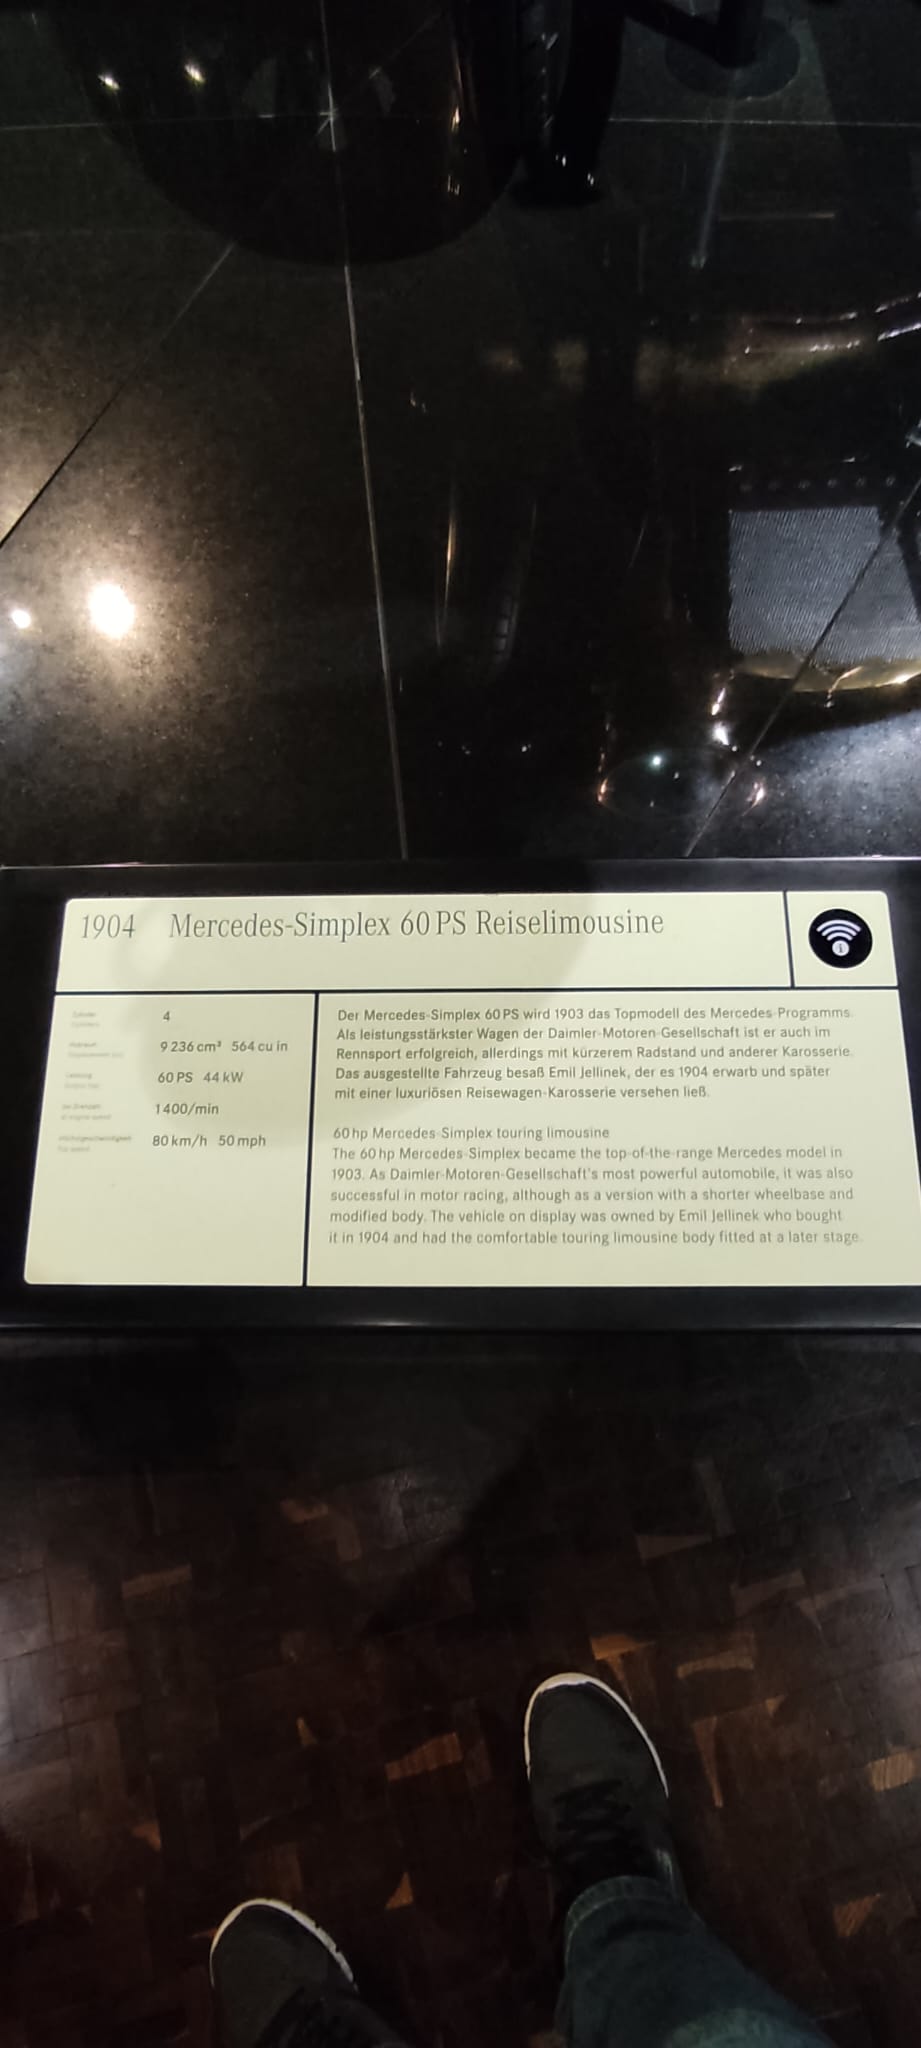 1904 Mercedes-Simplex 60 PS Reiselimousine
i
Zylinder
4
9 236 cm³ 564 cu in
Leistung
60 PS 44 kW
1400/min
Höchstgeschwindigkeit
80 km/h 50 mph
Der Mercedes-Simplex 60 PS wird 1903 das Topmodell des Mercedes-Programms.
Als leistungsstärkster Wagen der Daimler-Motoren-Gesellschaft ist er auch im
Rennsport erfolgreich, allerdings mit kürzerem Radstand und anderer Karosserie.
Das ausgestellte Fahrzeug besaß Emil Jellinek, der es 1904 erwarb und später
mit einer luxuriösen Reisewagen-Karosserie versehen ließ.
60 hp Mercedes-Simplex touring limousine
The 60 hp Mercedes-Simplex became the top-of-the-range Mercedes model in
1903. As Daimler-Motoren-Gesellschaft's most powerful automobile, it was also
successful in motor racing, although as a version with a shorter wheelbase and
modified body. The vehicle on display was owned by Emil Jellinek who bought
it in 1904 and had the comfortable touring limousine body fitted at a later stage.